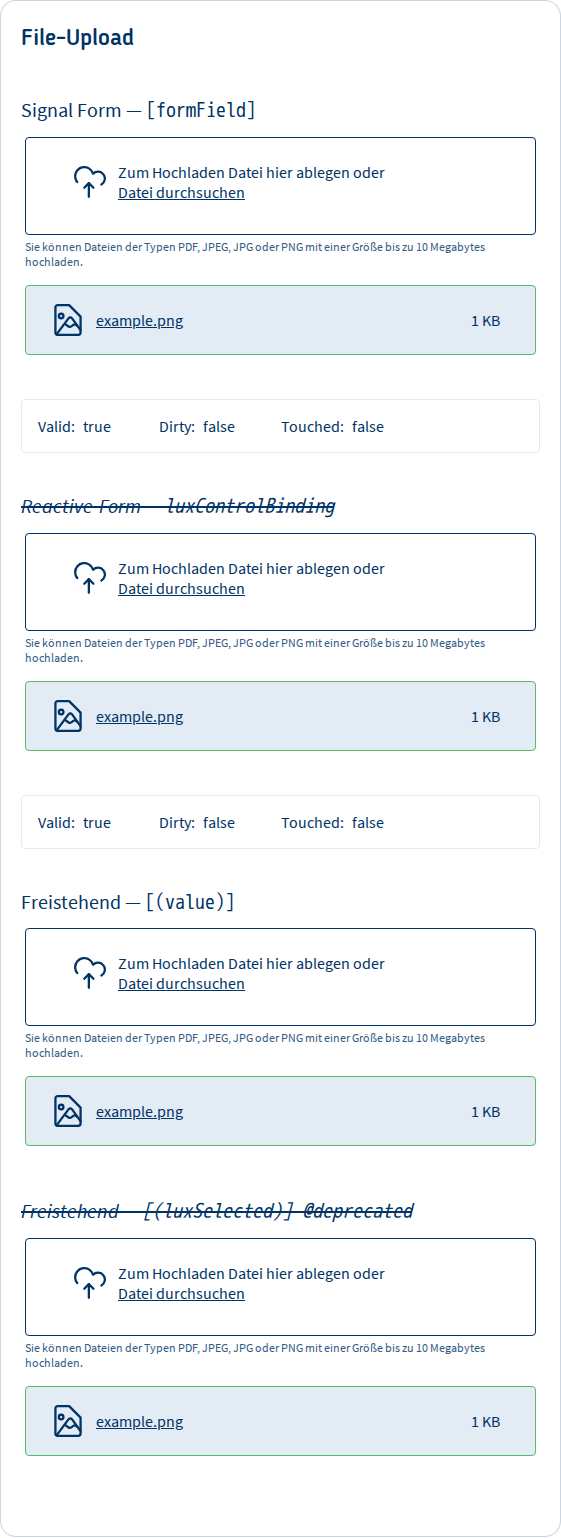 File-Upload
Signal Form — [formField]
Zum Hochladen Datei hier ablegen oder
Datei durchsuchen
Sie können Dateien der Typen PDF, JPEG, JPG oder PNG mit einer Größe bis zu 10 Megabytes
hochladen.
example.png 1 KB
Valid: true Dirty: false Touched: false
Reactive Form — luxControlBinding
Zum Hochladen Datei hier ablegen oder
Datei durchsuchen
Sie können Dateien der Typen PDF, JPEG, JPG oder PNG mit einer Größe bis zu 10 Megabytes
hochladen.
example.png 1 KB
Valid: true Dirty: false Touched: false
Freistehend — [(value)]
Zum Hochladen Datei hier ablegen oder
Datei durchsuchen
Sie können Dateien der Typen PDF, JPEG, JPG oder PNG mit einer Größe bis zu 10 Megabytes
hochladen.
example.png 1 KB
Freistehend — [(luxSelected)] @deprecated
Zum Hochladen Datei hier ablegen oder
Datei durchsuchen
Sie können Dateien der Typen PDF, JPEG, JPG oder PNG mit einer Größe bis zu 10 Megabytes
hochladen.
example.png 1 KB